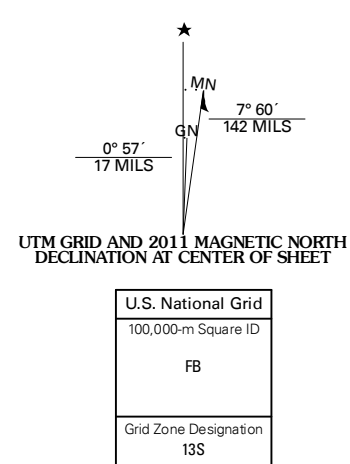 ★
MN
7° 60´
142 MILS
GN
0° 57´
17 MILS
UTM GRID AND 2011 MAGNETIC NORTH
DECLINATION AT CENTER OF SHEET
U.S. National Grid
100,000-m Square ID
FB
Grid Zone Designation
13S